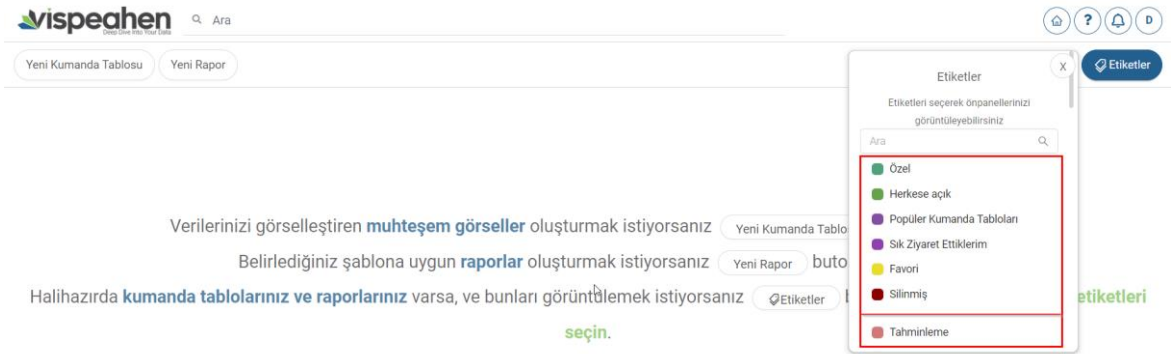 vispeahen
Deep Dive Into Your Data
Ara
?
D
Yeni Kumanda Tablosu
Yeni Rapor
Etiketler
X
Etiketler
Etiketleri seçerek önpanellerinizi
görüntüleyebilirsiniz
Ara
Özel
Herkese açık
Popüler Kumanda Tabloları
Sık Ziyaret Ettiklerim
Favori
Silinmiş
Tahminleme
Verilerinizi görselleştiren muhteşem görseller oluşturmak istiyorsanız Yeni Kumanda Tablo
Belirlediğiniz şablona uygun raporlar oluşturmak istiyorsanız Yeni Rapor buto
Halihazırda kumanda tablolarınız ve raporlarınız varsa, ve bunları görüntülemek istiyorsanız Etiketler etiketleri
seçin.